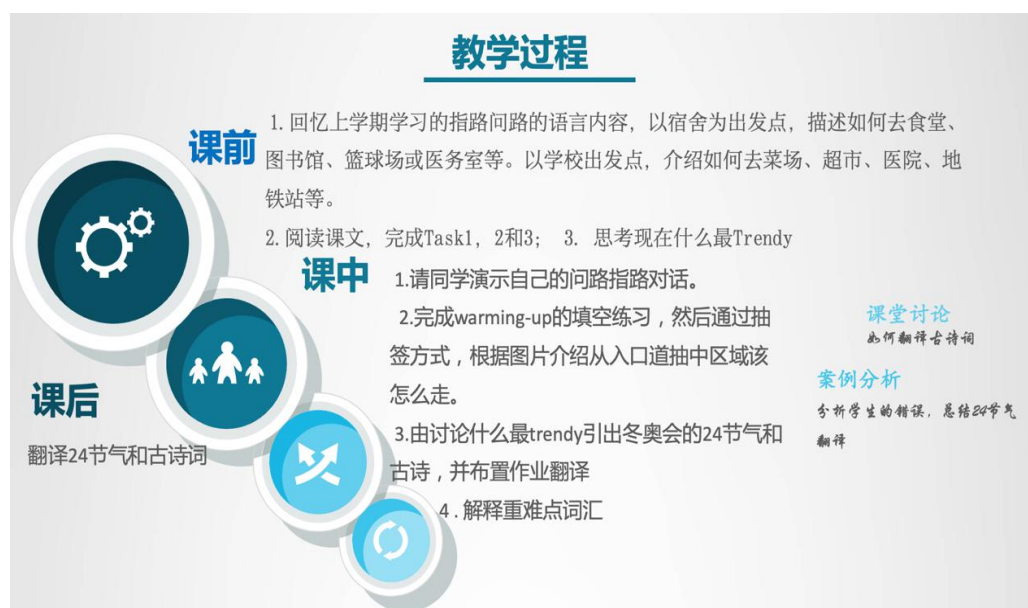 教学过程
课前
1. 回忆上学期学习的指路问路的语言内容，以宿舍为出发点，描述如何去食堂、
图书馆、篮球场或医务室等。以学校出发点，介绍如何去菜场、超市、医院、地
铁站等。
2. 阅读课文，完成Task1，2和3； 3. 思考现在什么最Trendy
课中
1.请同学演示自己的问路指路对话。
2.完成warming-up的填空练习，然后通过抽
签方式，根据图片介绍从入口道抽中区域该
怎么走。
3.由讨论什么最trendy引出冬奥会的24节气和
古诗，并布置作业翻译
4 . 解释重难点词汇
课堂讨论
如何翻译古诗词
案例分析
分析学生的错误，总结24节气
翻译
课后
翻译24节气和古诗词